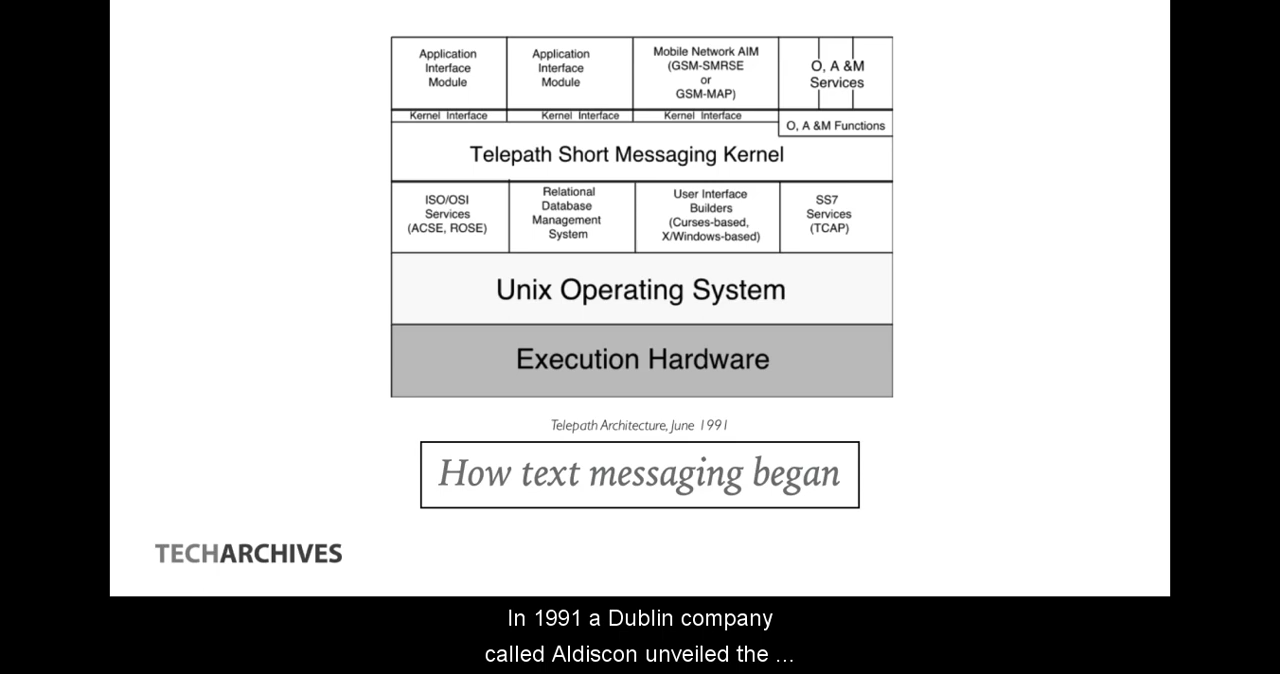 Application
Interface
Module
Application
Interface
Module
Mobile Network AIM
(GSM-SMRSE
or
GSM-MAP)
O, A &M
Services
Kernel Interface
Kernel Interface
Kernel Interface
O, A &M Functions
Telepath Short Messaging Kernel
ISO/OSI
Services
(ACSE, ROSE)
Relational
Database
Management
System
User Interface
Builders
(Curses-based,
X/Windows-based)
SS7
Services
(TCAP)
Unix Operating System
Execution Hardware
Telepath Architecture, June 1991
How text messaging began
TECHARCHIVES
In 1991 a Dublin company
called Aldiscon unveiled the ...